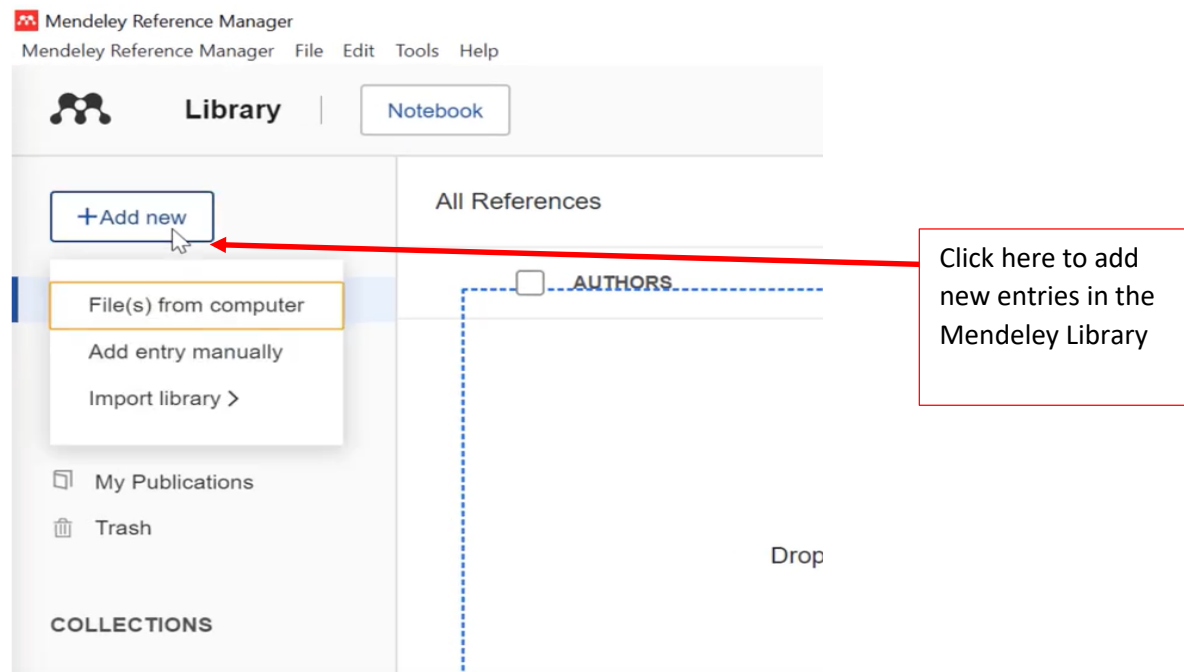 Mendeley Reference Manager
Mendeley Reference Manager File Edit Tools Help
Library
Notebook
+Add new
All References
AUTHORS
File(s) from computer
Add entry manually
Import library >
My Publications
Trash
Drop
COLLECTIONS
Click here to add
new entries in the
Mendeley Library